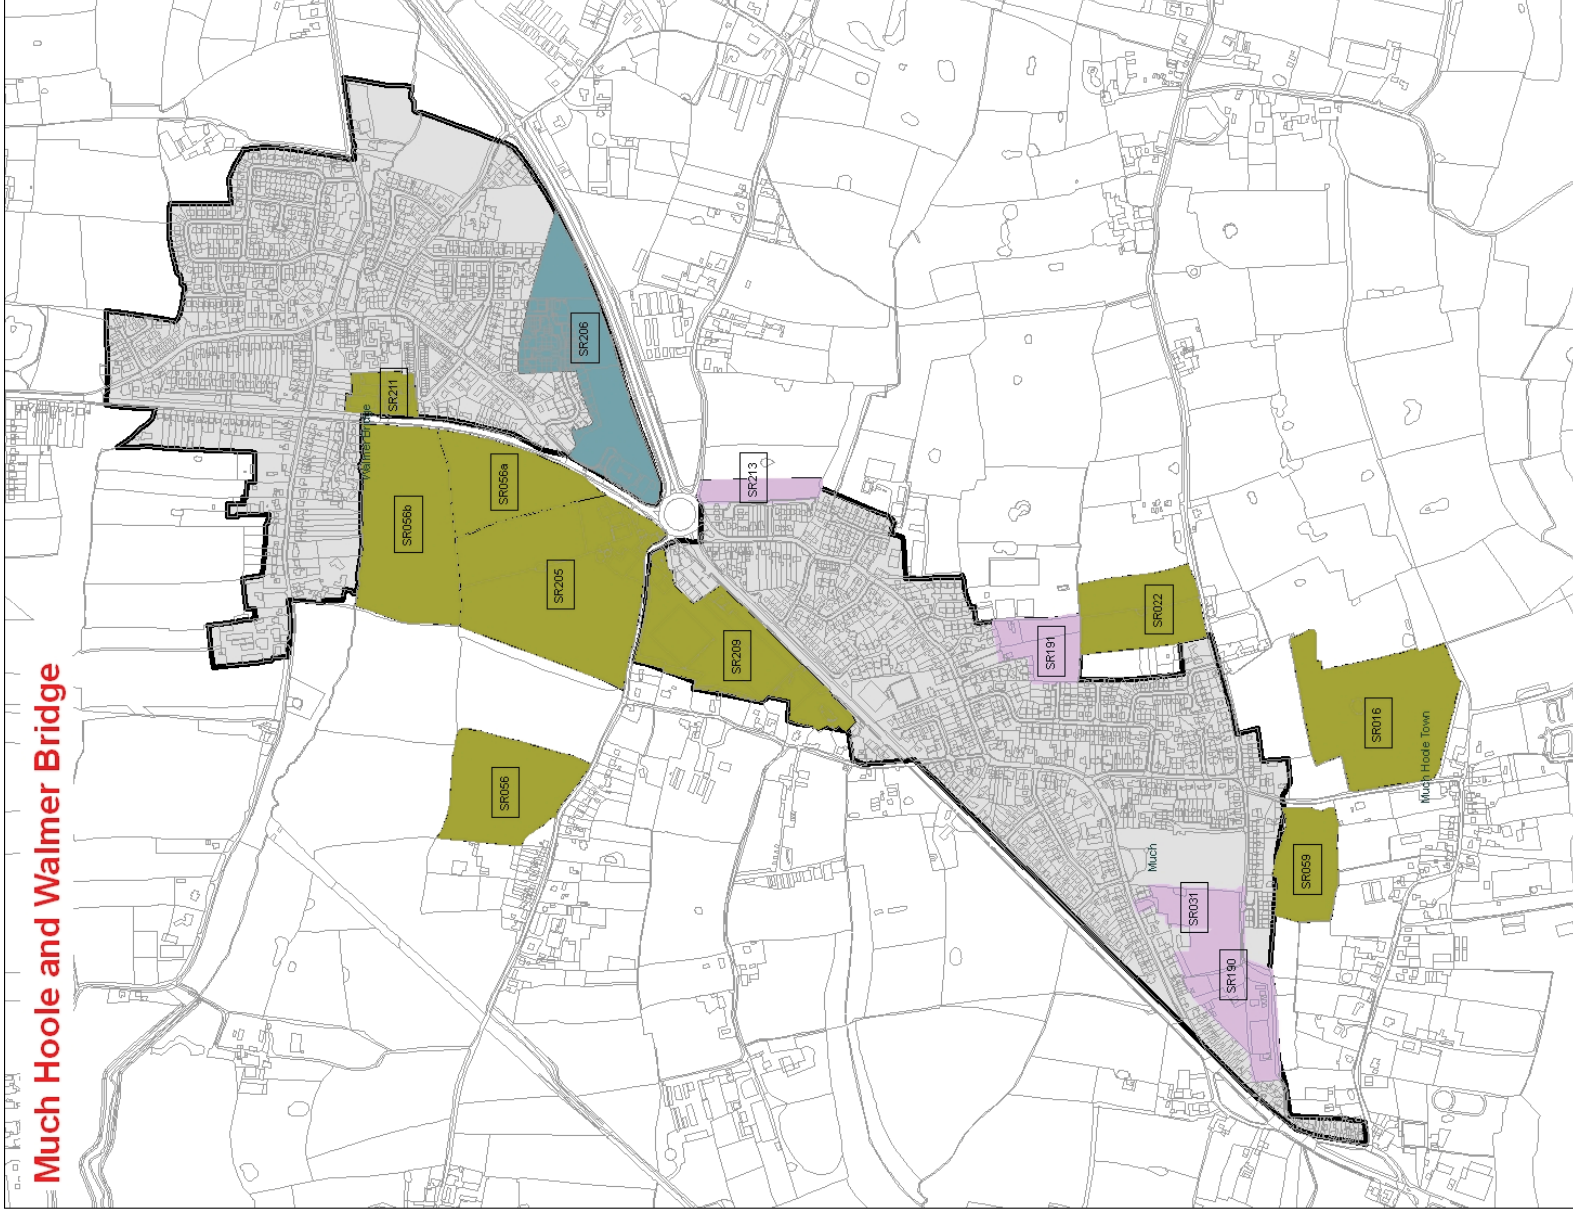 Much Hoole and Walmer Bridge
SR211
Walmer Bridge
SR206
SR056b
SR056a
SR205
SR213
SR209
SR056
SR191
SR022
SR016
Much Hoole Town
SR059
Much
SR031
SR190